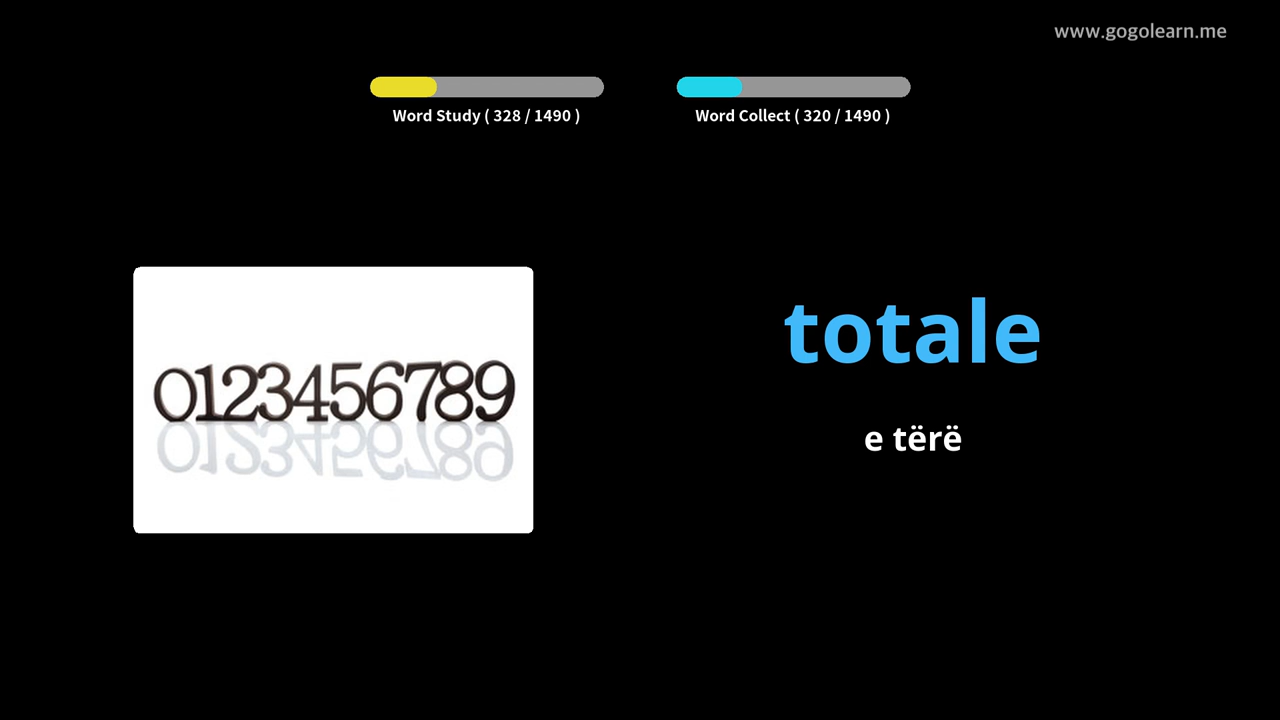 www.gogolearn.me
Word Study ( 328 / 1490 )
Word Collect ( 320 / 1490 )
0123456789
totale
e tërë